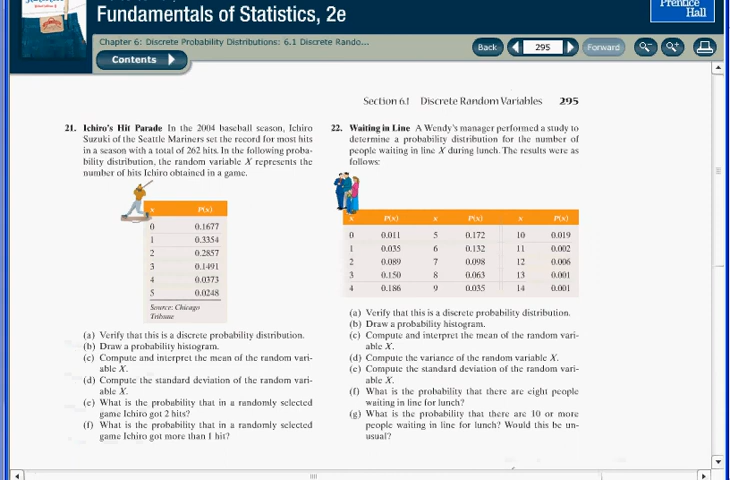 Prentice
Hall
Fundamentals of Statistics, 2e
Chapter 6: Discrete Probability Distributions: 6.1 Discrete Rando...
Contents
Back 295 Forward
Section 6.1 Discrete Random Variables 295
21. Ichiro's Hit Parade In the 2004 baseball season, Ichiro
Suzuki of the Seattle Mariners set the record for most hits
in a season with a total of 262 hits. In the following proba-
bility distribution, the random variable X represents the
number of hits Ichiro obtained in a game.
x P(x)
0 0.1677
1 0.3354
2 0.2857
3 0.1491
4 0.0373
5 0.0248
Source: Chicago
Tribune
(a) Verify that this is a discrete probability distribution.
(b) Draw a probability histogram.
(c) Compute and interpret the mean of the random vari-
able X.
(d) Compute the standard deviation of the random vari-
able X.
(e) What is the probability that in a randomly selected
game Ichiro got 2 hits?
(f) What is the probability that in a randomly selected
game Ichiro got more than 1 hit?
22. Waiting in Line A Wendy's manager performed a study to
determine a probability distribution for the number of
people waiting in line X during lunch. The results were as
follows:
x P(x) x P(x) x P(x)
0 0.011 5 0.172 10 0.019
1 0.035 6 0.132 11 0.002
2 0.089 7 0.098 12 0.006
3 0.150 8 0.063 13 0.001
4 0.186 9 0.035 14 0.001
(a) Verify that this is a discrete probability distribution.
(b) Draw a probability histogram.
(c) Compute and interpret the mean of the random vari-
able X.
(d) Compute the variance of the random variable X.
(e) Compute the standard deviation of the random vari-
able X.
(f) What is the probability that there are eight people
waiting in line for lunch?
(g) What is the probability that there are 10 or more
people waiting in line for lunch? Would this be un-
usual?